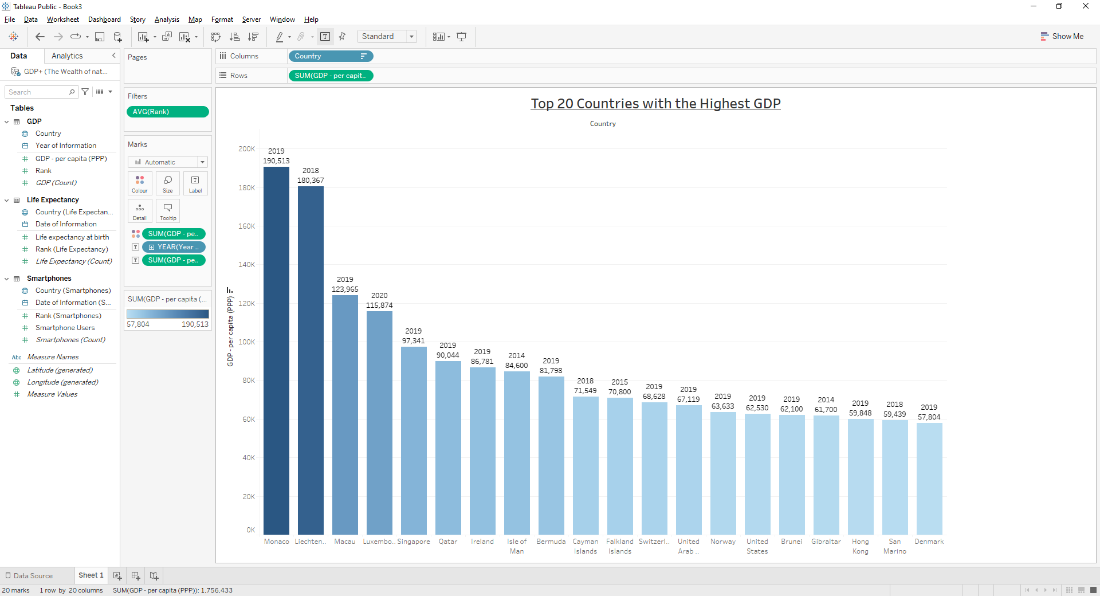 Tableau Public - Book3
File Data Worksheet Dashboard Story Analysis Map Format Server Window Help
Standard
Show Me
Data Analytics
GDP+ (The Wealth of nat...
Search
Tables
GDP
Country
Year of Information
GDP - per capita (PPP)
Rank
GDP (Count)
Life Expectancy
Country (Life Expectan...
Date of Information
Life expectancy at birth
Rank (Life Expectancy)
Life Expectancy (Count)
Smartphones
Country (Smartphones)
Date of Information (S...
Rank (Smartphones)
Smartphone Users
Smartphones (Count)
Abc Measure Names
Latitude (generated)
Longitude (generated)
Measure Values
Pages
Filters
AVG(Rank)
Marks
Automatic
Colour Size Label
Detail Tooltip
SUM(GDP - pe..
YEAR(Year ..
SUM(GDP - pe..
SUM(GDP - per capita (...
57,804 190,513
Columns Country
Rows SUM(GDP - per capit..
Top 20 Countries with the Highest GDP
Country
GDP - per capita (PPP)
200K
180K
160K
140K
120K
100K
80K
60K
40K
20K
0K
2019
190,513
2018
180,367
2019
123,965
2020
115,874
2019
97,341
2019
90,044
2019
86,781
2014
84,600
2019
81,798
2018
71,549
2015
70,800
2019
68,628
2019
67,119
2019
63,633
2019
62,530
2019
62,100
2014
61,700
2019
59,848
2018
59,439
2019
57,804
Monaco
Liechten..
Macau
Luxembo..
Singapore
Qatar
Ireland
Isle of
Man
Bermuda
Cayman
Islands
Falkland
Islands
Switzerl..
United
Arab ..
Norway
United
States
Brunei
Gibraltar
Hong
Kong
San
Marino
Denmark
Data Source Sheet 1
20 marks 1 row by 20 columns SUM(GDP - per capita (PPP)): 1,756,433